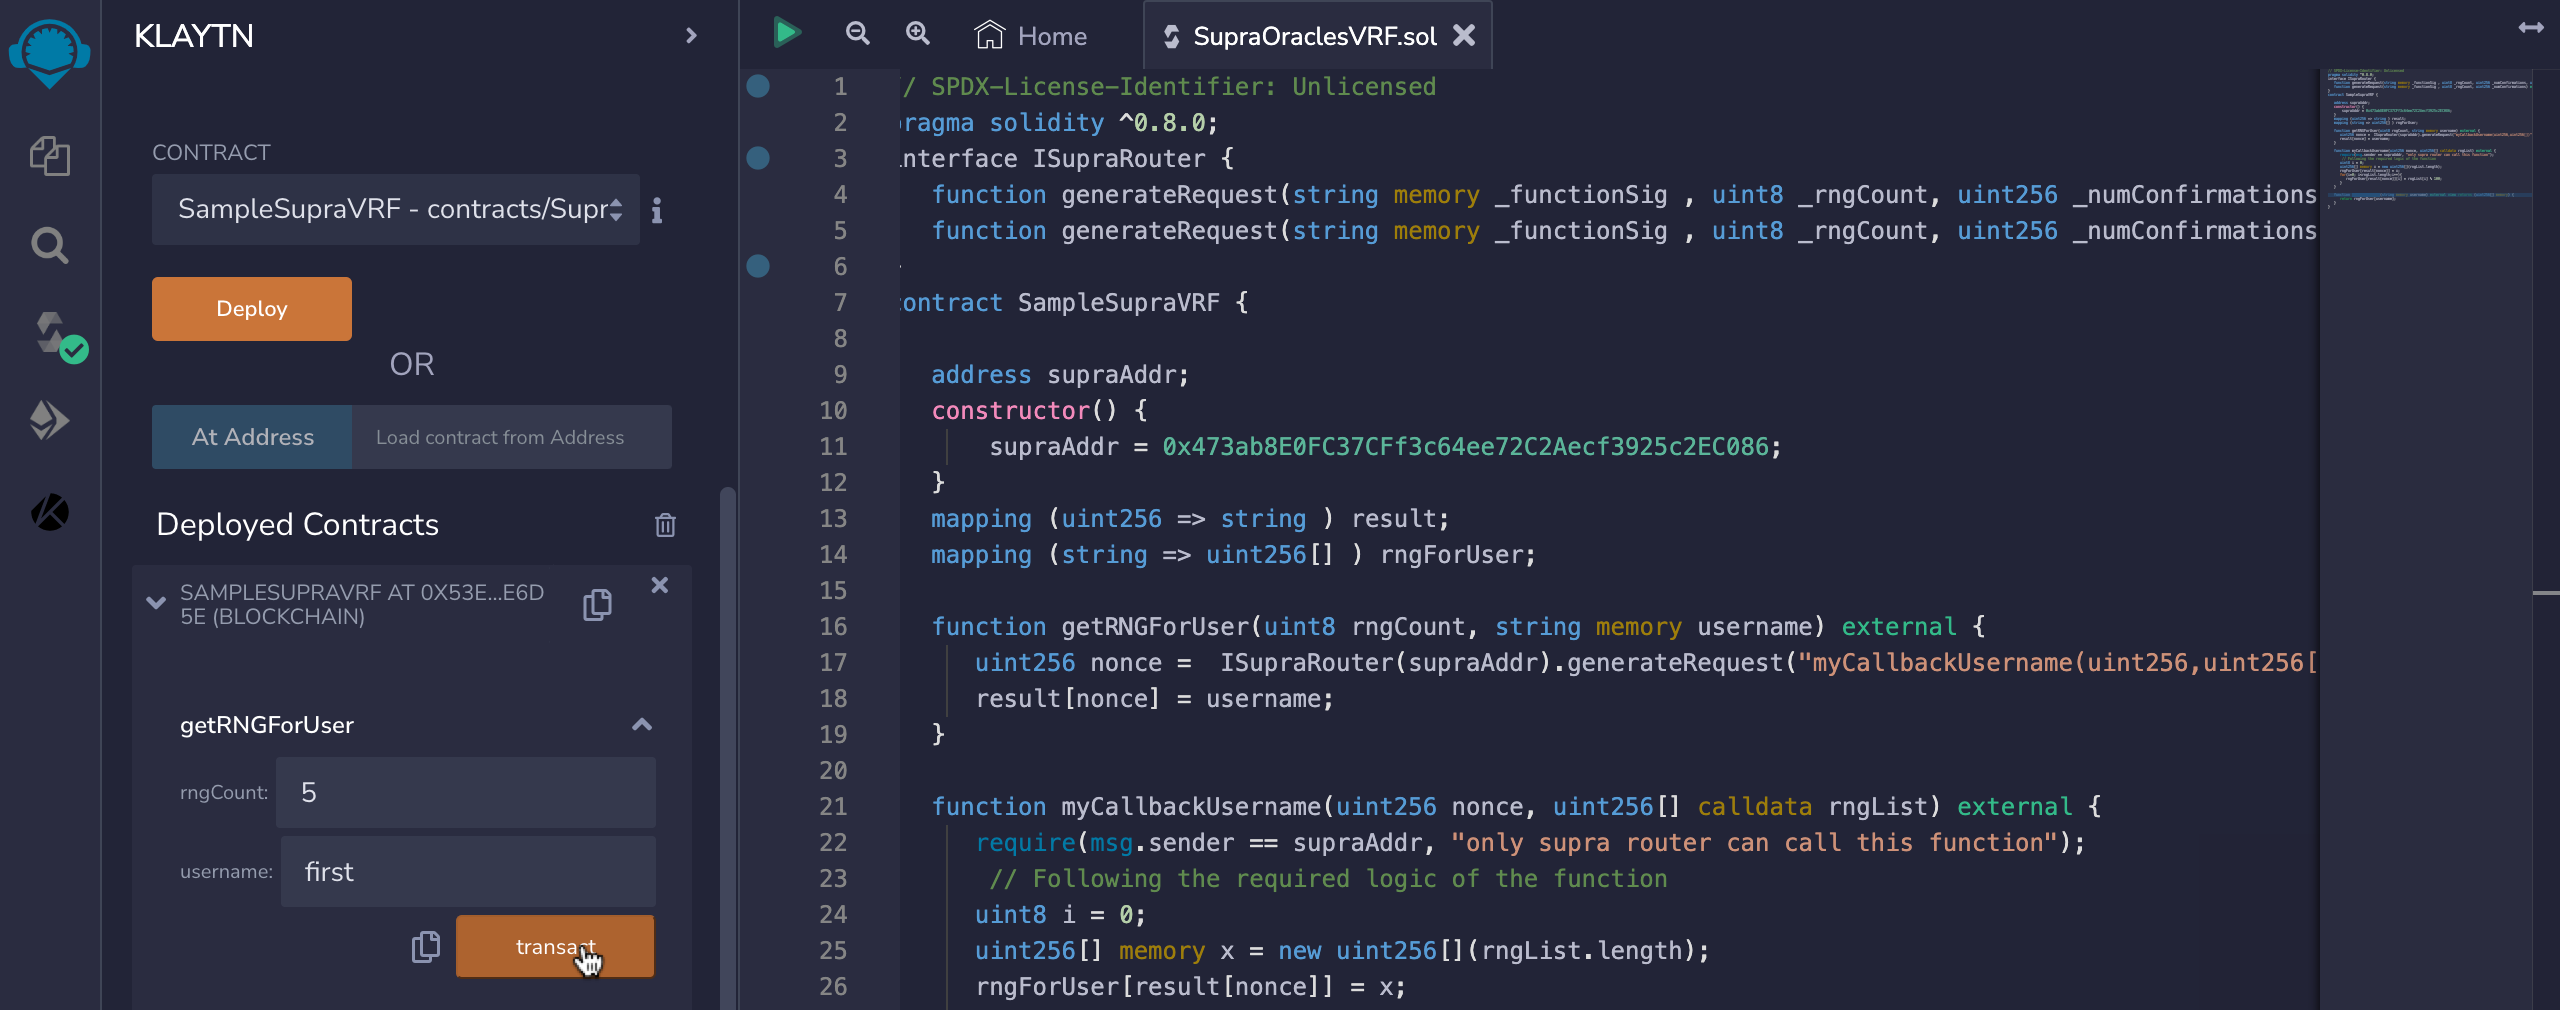 KLAYTN
CONTRACT
SampleSupraVRF - contracts/Supr
Deploy
OR
At Address
Load contract from Address
Deployed Contracts
SAMPLESUPRAVRF AT 0X53E...E6D
5E (BLOCKCHAIN)
getRNGForUser
rngCount:
5
username:
first
transact
Home
SupraOraclesVRF.sol
1 / SPDX-License-Identifier: Unlicensed
2 ragma solidity ^0.8.0;
3 nterface ISupraRouter {
4 function generateRequest(string memory _functionSig , uint8 _rngCount, uint256 _numConfirmations
5 function generateRequest(string memory _functionSig , uint8 _rngCount, uint256 _numConfirmations
6
7 contract SampleSupraVRF {
8
9 address supraAddr;
10 constructor() {
11 supraAddr = 0x473ab8E0FC37CFf3c64ee72C2Aecf3925c2EC086;
12 }
13 mapping (uint256 => string ) result;
14 mapping (string => uint256[] ) rngForUser;
15
16 function getRNGForUser(uint8 rngCount, string memory username) external {
17 uint256 nonce =  ISupraRouter(supraAddr).generateRequest("myCallbackUsername(uint256,uint256[
18 result[nonce] = username;
19 }
20
21 function myCallbackUsername(uint256 nonce, uint256[] calldata rngList) external {
22 require(msg.sender == supraAddr, "only supra router can call this function");
23 // Following the required logic of the function
24 uint8 i = 0;
25 uint256[] memory x = new uint256[](rngList.length);
26 rngForUser[result[nonce]] = x;